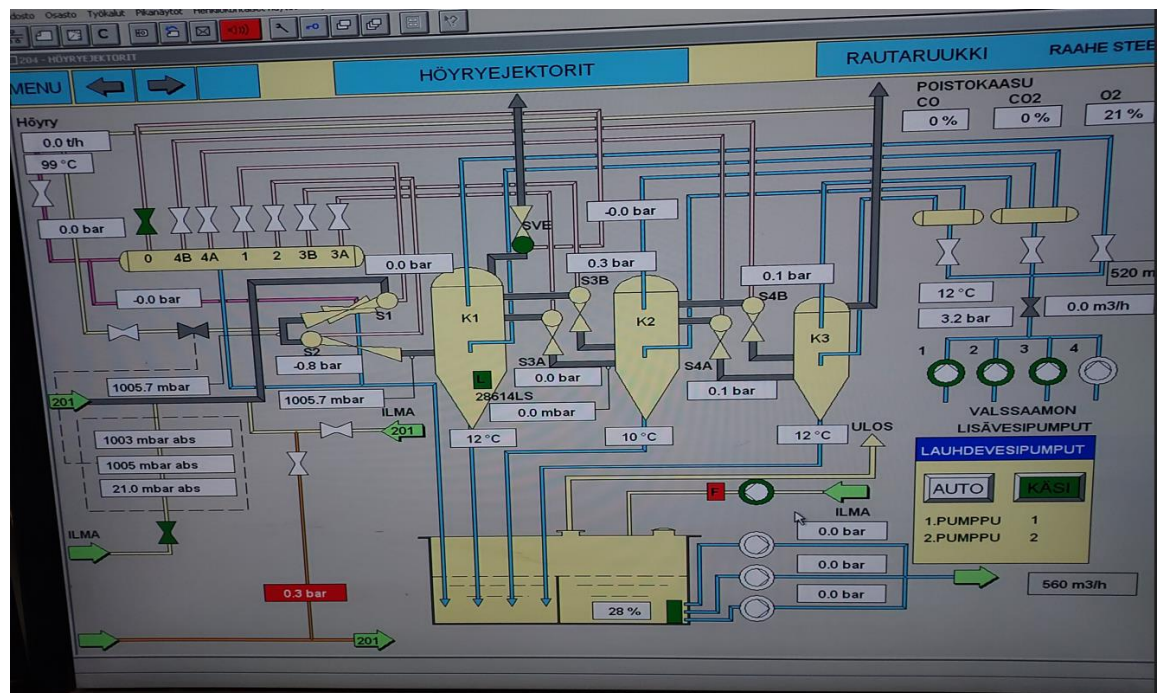 Osasto Työkalut Pikanäytöt
C
204 - HÖYRYEJEKTORIT
MENU
HÖYRYEJEKTORIT
RAUTARUUKKI
RAAHE STEE
POISTOKAASU
CO CO2 O2
0 % 0 % 21 %
Höyry
0.0 t/h
99 °C
0.0 bar
-0.0 bar
SVE
0 4B 4A 1 2 3B 3A
0.0 bar
0.3 bar
0.1 bar
520 m
-0.0 bar
S3B
S4B
12 °C
0.0 m3/h
S1
K1
K2
K3
3.2 bar
S2
S3A
S4A
1 2 3 4
-0.8 bar
0.0 bar
0.1 bar
1005.7 mbar
L
28614LS
201
1005.7 mbar
0.0 mbar
VALSSAAMON
LISÄVESIPUMPUT
ILMA
201
12 °C
10 °C
12 °C
ULOS
1003 mbar abs
1005 mbar abs
21.0 mbar abs
LAUHDEVESIPUMPUT
AUTO KÄSI
F
ILMA
1.PUMPPU 1
2.PUMPPU 2
ILMA
0.0 bar
0.0 bar
0.0 bar
560 m3/h
0.3 bar
28 %
201